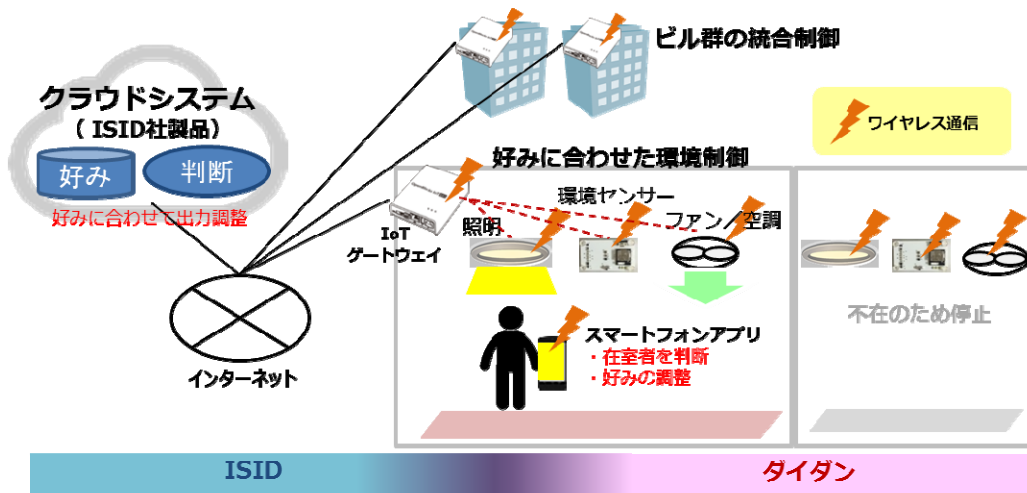 ビル群の統合制御
クラウドシステム
（ ISID社製品）
好み
判断
好みに合わせて出力調整
ワイヤレス通信
好みに合わせた環境制御
環境センサー
照明
ファン／空調
IoT
ゲートウェイ
不在のため停止
スマートフォンアプリ
・在室者を判断
・好みの調整
インターネット
ISID
ダイダン